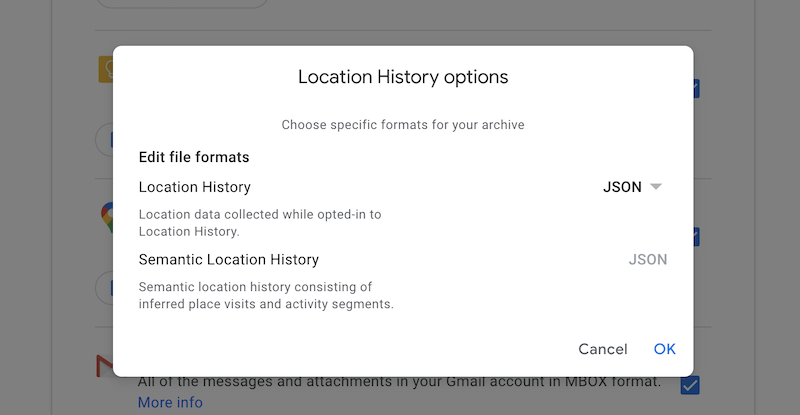 Location History options
Choose specific formats for your archive
Edit file formats
Location History
JSON
Location data collected while opted-in to
Location History.
Semantic Location History
JSON
Semantic location history consisting of
inferred place visits and activity segments.
Cancel
OK
All of the messages and attachments in your Gmail account in MBOX format.
More info